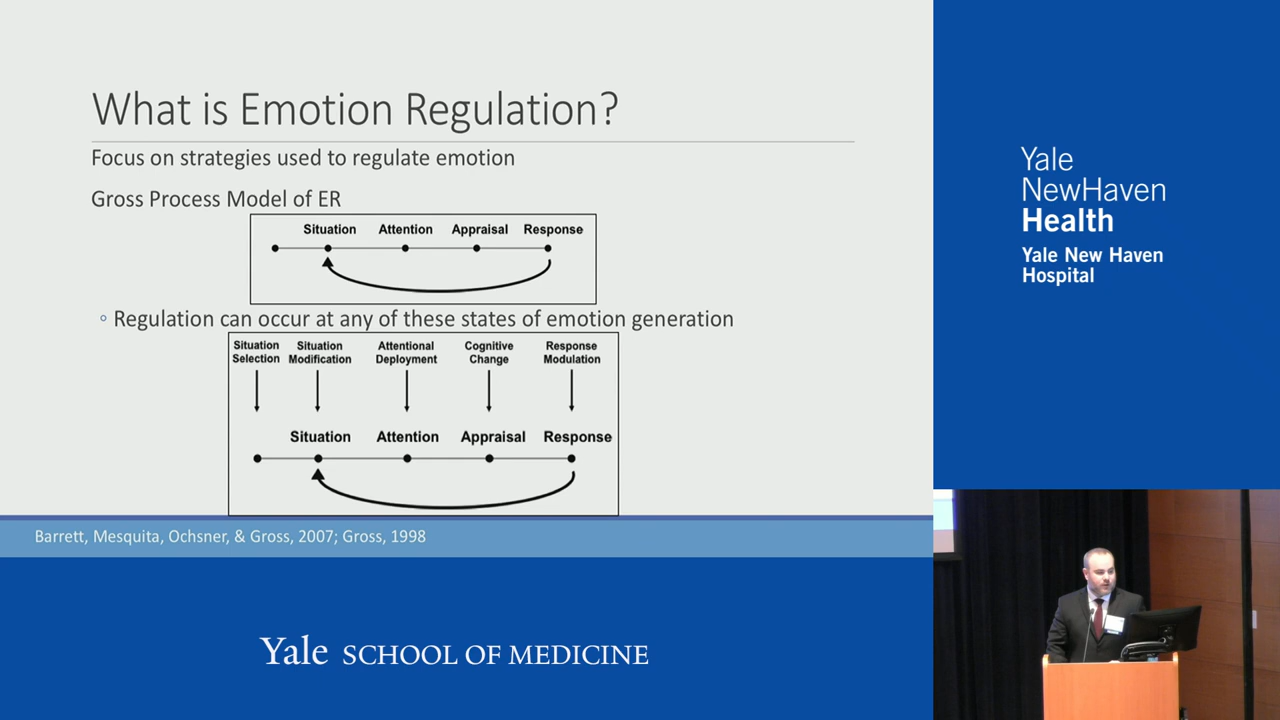 What is Emotion Regulation?
Focus on strategies used to regulate emotion
Gross Process Model of ER
Situation Attention Appraisal Response
◦ Regulation can occur at any of these states of emotion generation
Situation Selection Situation Modification Attentional Deployment Cognitive Change Response Modulation
Situation Attention Appraisal Response
Barrett, Mesquita, Ochsner, & Gross, 2007; Gross, 1998
Yale SCHOOL OF MEDICINE
Yale
NewHaven
Health
Yale New Haven
Hospital